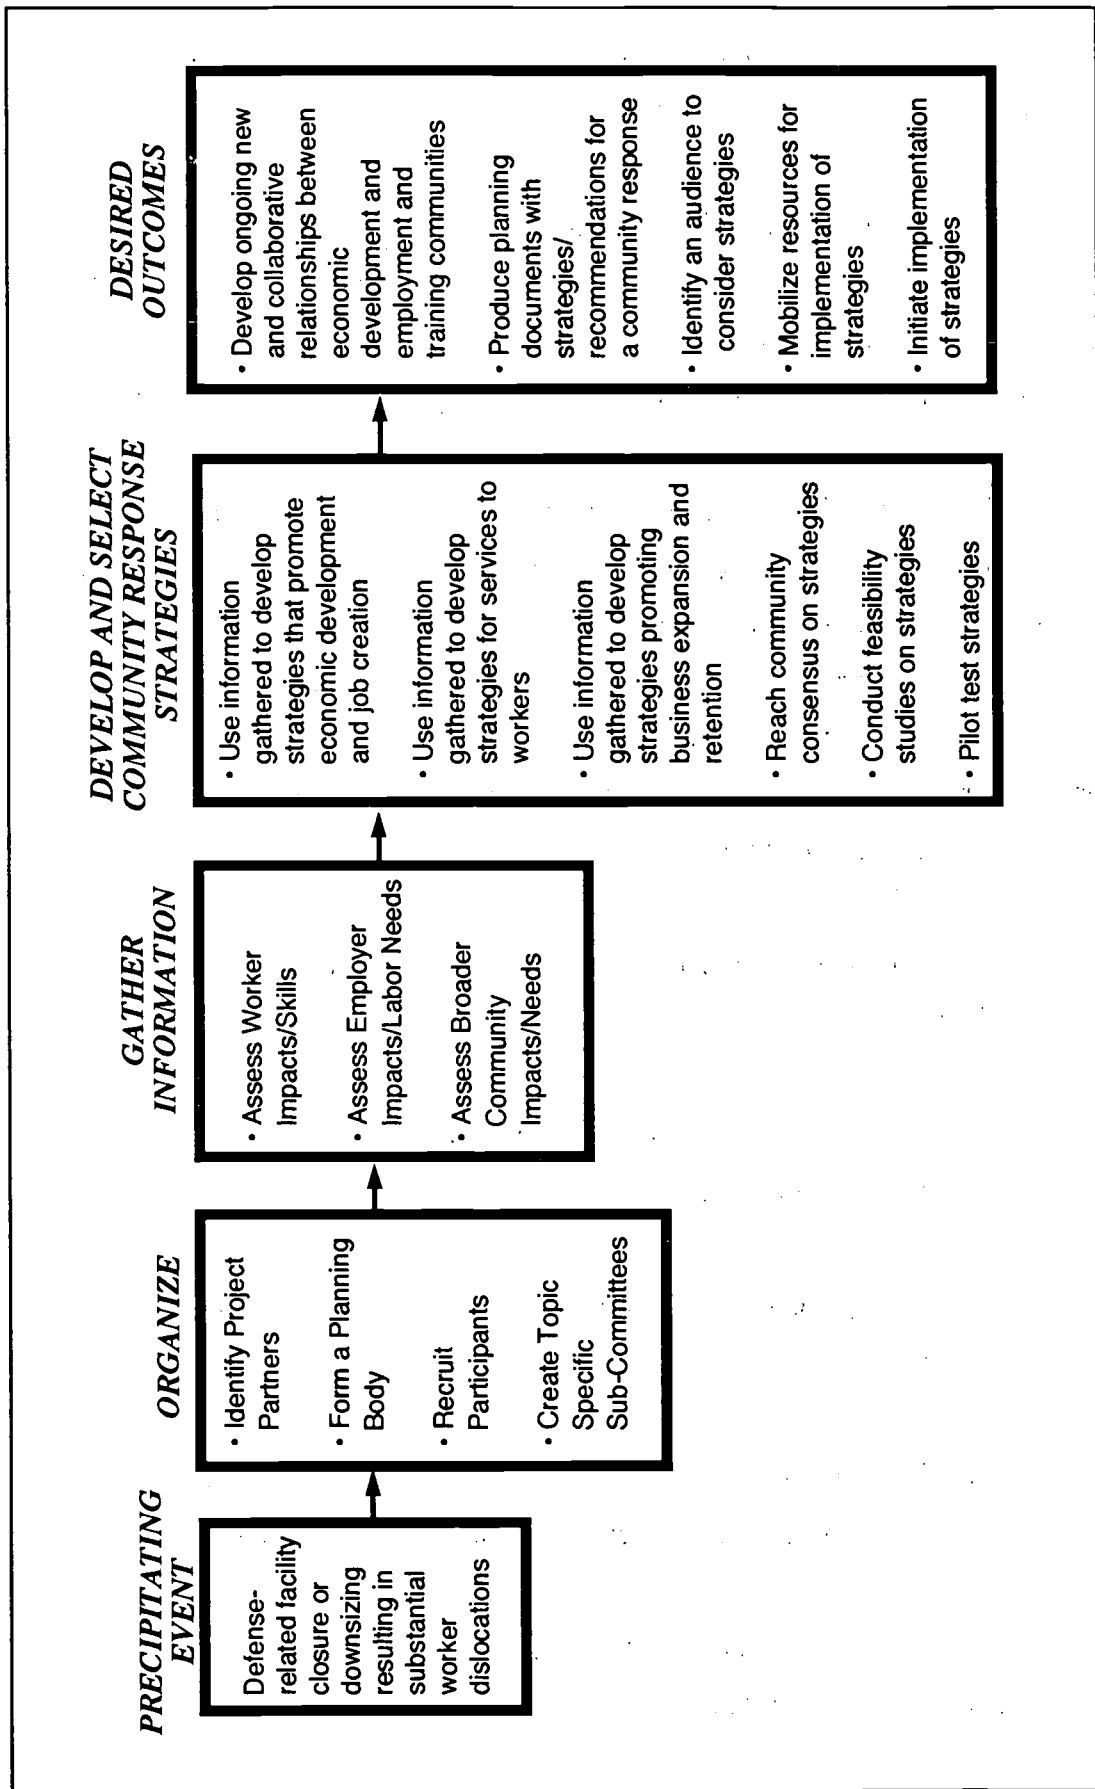 PRECIPITATING
EVENT
Defense-
related facility
closure or
downsizing
resulting in
substantial
worker
dislocations
ORGANIZE
• Identify Project
Partners
• Form a Planning
Body
• Recruit
Participants
• Create Topic
Specific
Sub-Committees
GATHER
INFORMATION
• Assess Worker
Impacts/Skills
• Assess Employer
Impacts/Labor Needs
• Assess Broader
Community
Impacts/Needs
DEVELOP AND SELECT
COMMUNITY RESPONSE
STRATEGIES
• Use information
gathered to develop
strategies that promote
economic development
and job creation
• Use information
gathered to develop
strategies for services to
workers
• Use information
gathered to develop
strategies promoting
business expansion and
retention
• Reach community
consensus on strategies
• Conduct feasibility
studies on strategies
• Pilot test strategies
DESIRED
OUTCOMES
• Develop ongoing new
and collaborative
relationships between
economic
development and
employment and
training communities
• Produce planning
documents with
strategies/
recommendations for
a community response
• Identify an audience to
consider strategies
• Mobilize resources for
implementation of
strategies
• Initiate implementation
of strategies